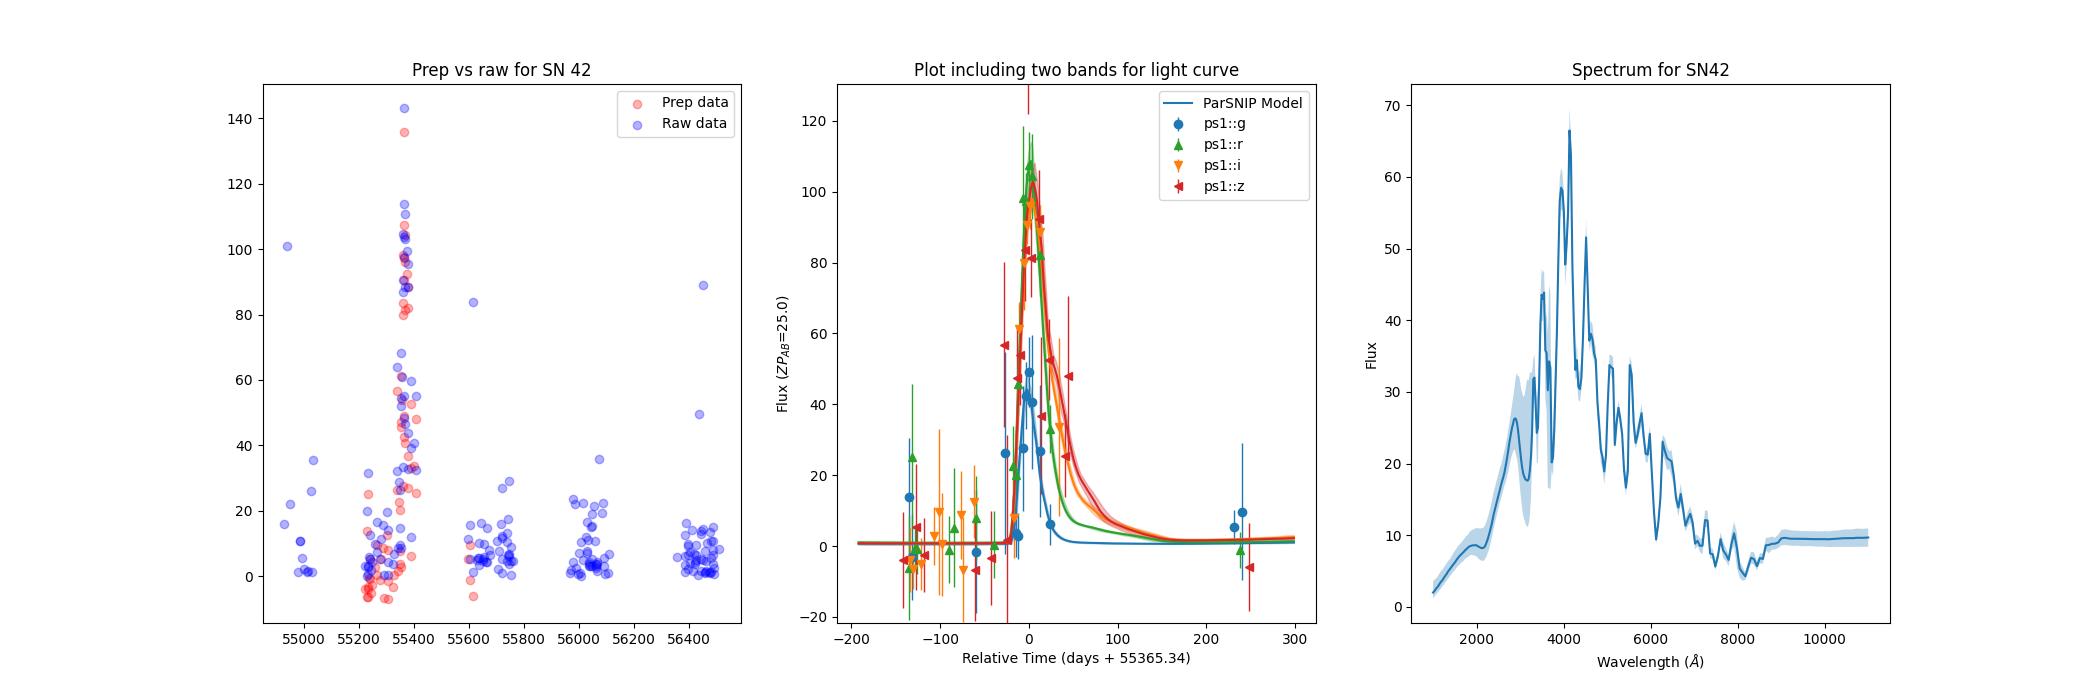 Prep vs raw for SN 42
Prep data
Raw data
140
120
100
80
60
40
20
0
55000 55200 55400 55600 55800 56000 56200 56400
Plot including two bands for light curve
ParSNIP Model
ps1::g
ps1::r
ps1::i
ps1::z
Flux (ZP_AB=25.0)
120
100
80
60
40
20
0
−20
−200 −100 0 100 200 300
Relative Time (days + 55365.34)
Spectrum for SN42
Flux
70
60
50
40
30
20
10
0
2000 4000 6000 8000 10000
Wavelength (Å)